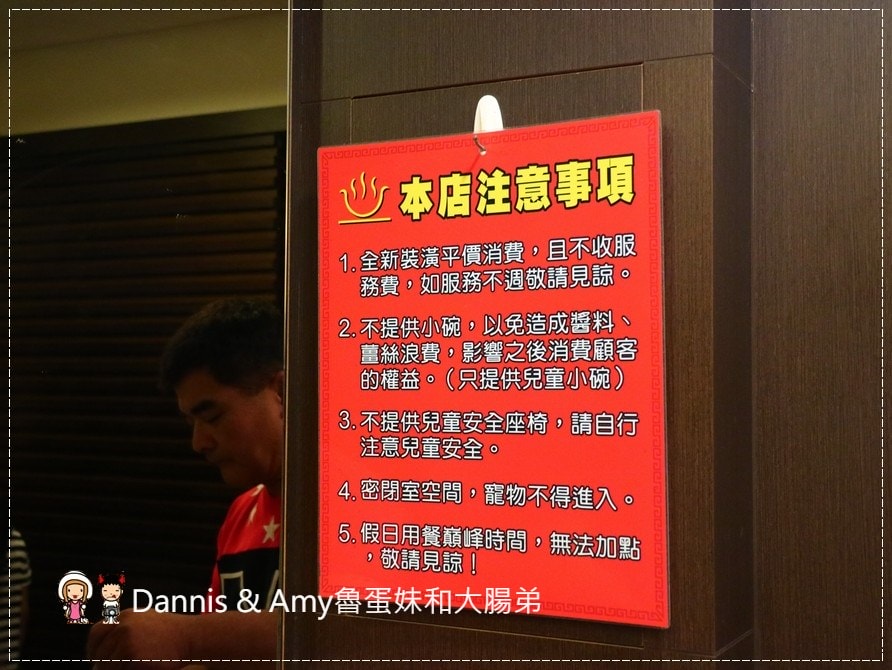 本店注意事項
1. 全新裝潢平價消費，且不收服
務費，如服務不週敬請見諒。
2. 不提供小碗，以免造成醬料、
薑絲浪費，影響之後消費顧客
的權益。（只提供兒童小碗）
3. 不提供兒童安全座椅，請自行
注意兒童安全。
4. 密閉室空間，寵物不得進入。
5. 假日用餐巔峰時間，無法加點
，敬請見諒！
Dannis & Amy魯蛋妹和大腸弟